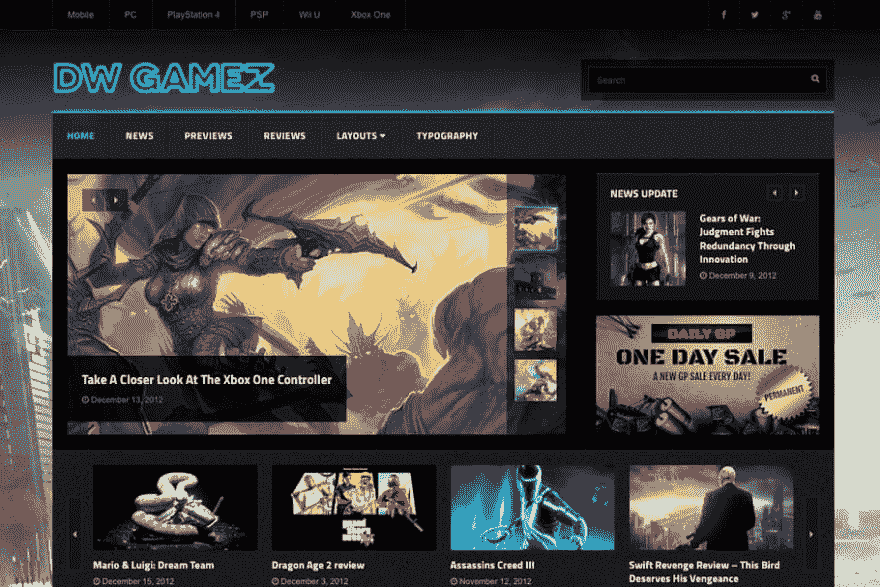 Mobile PC PlayStation 4 PSP Wii U Xbox One
DW GAMEZ
Search
HOME NEWS PREVIEWS REVIEWS LAYOUTS TYPOGRAPHY
NEWS UPDATE
Gears of War:
Judgment Fights
Redundancy Through
Innovation
December 9, 2012
Take A Closer Look At The Xbox One Controller
December 13, 2012
DAILY GP
ONE DAY SALE
A NEW GP SALE EVERY DAY!
PERMANENT
Mario & Luigi: Dream Team
December 15, 2012
Dragon Age 2 review
December 3, 2012
Assassins Creed III
November 12, 2012
Swift Revenge Review – This Bird
Deserves His Vengeance